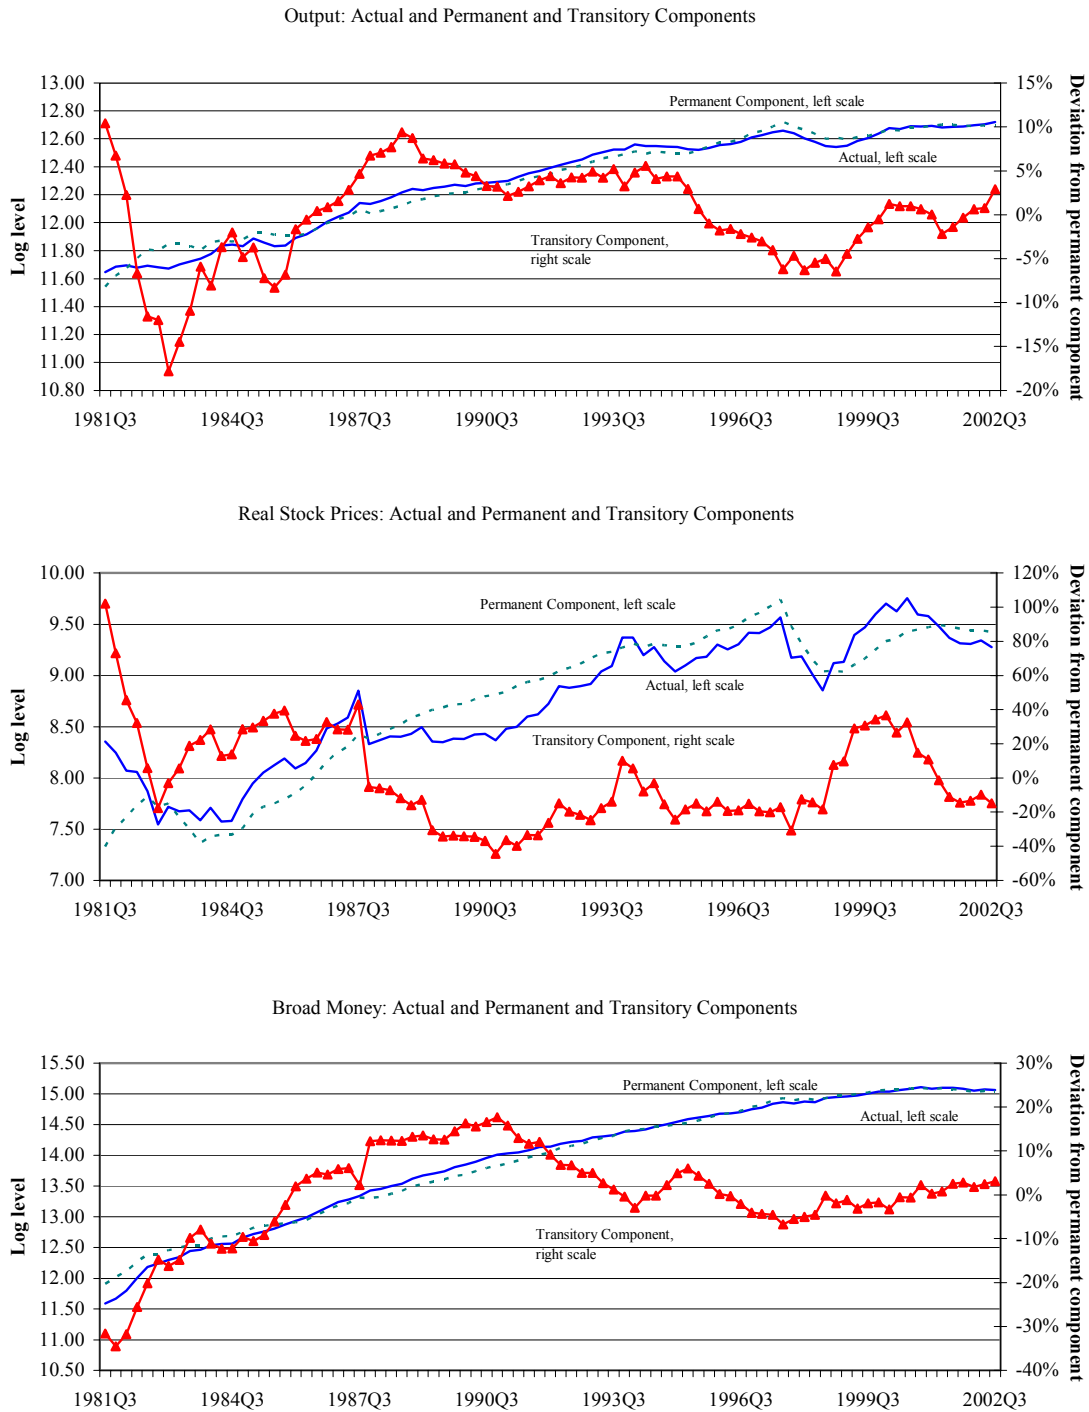 Output: Actual and Permanent and Transitory Components
13.00
12.80
12.60
12.40
12.20
12.00
11.80
11.60
11.40
11.20
11.00
10.80
Log level
15%
10%
5%
0%
-5%
-10%
-15%
-20%
Deviation from permanent component
Permanent Component, left scale
Actual, left scale
Transitory Component,
right scale
1981Q3 1984Q3 1987Q3 1990Q3 1993Q3 1996Q3 1999Q3 2002Q3
Real Stock Prices: Actual and Permanent and Transitory Components
10.00
9.50
9.00
8.50
8.00
7.50
7.00
Log level
120%
100%
80%
60%
40%
20%
0%
-20%
-40%
-60%
Deviation from permanent component
Permanent Component, left scale
Actual, left scale
Transitory Component, right scale
1981Q3 1984Q3 1987Q3 1990Q3 1993Q3 1996Q3 1999Q3 2002Q3
Broad Money: Actual and Permanent and Transitory Components
15.50
15.00
14.50
14.00
13.50
13.00
12.50
12.00
11.50
11.00
10.50
Log level
30%
20%
10%
0%
-10%
-20%
-30%
-40%
Deviation from permanent component
Permanent Component, left scale
Actual, left scale
Transitory Component,
right scale
1981Q3 1984Q3 1987Q3 1990Q3 1993Q3 1996Q3 1999Q3 2002Q3